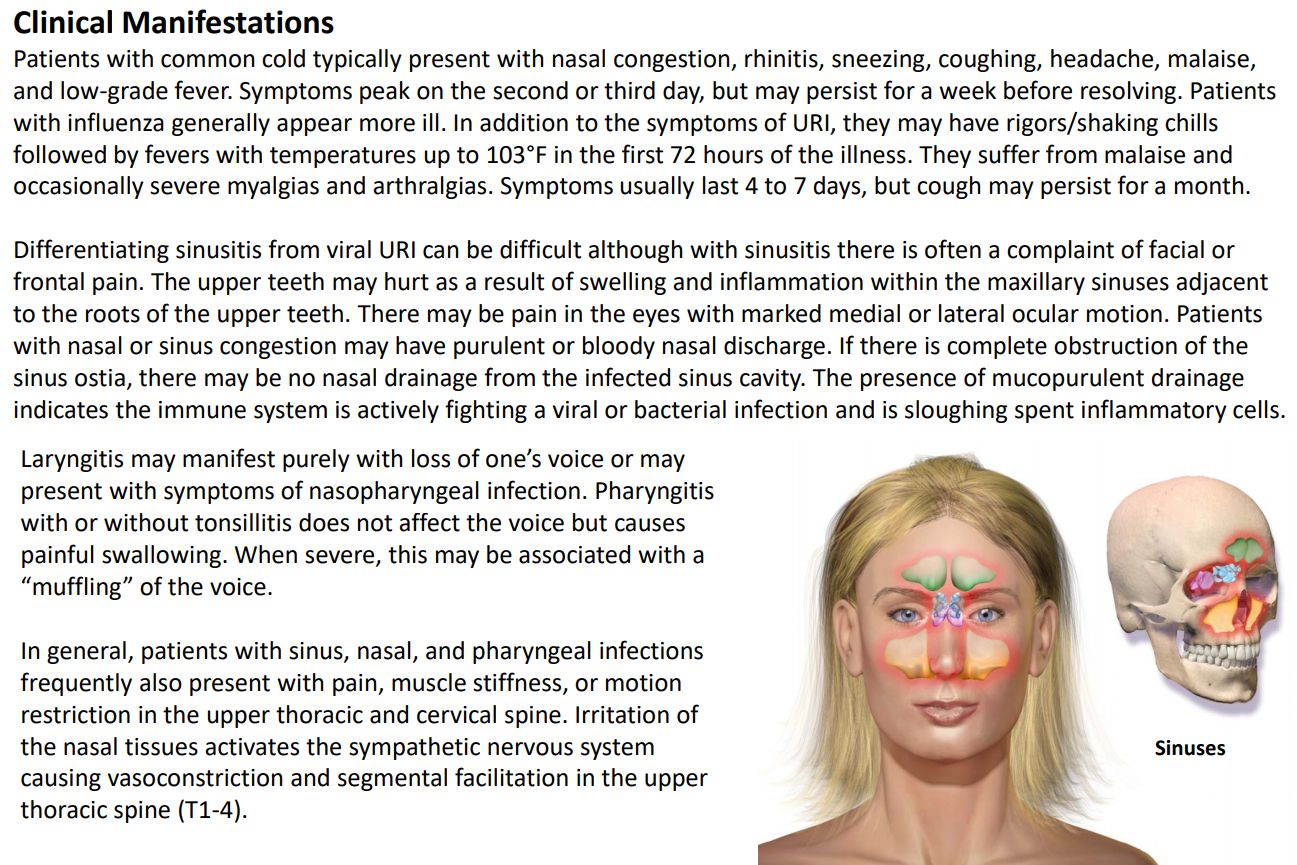 Clinical Manifestations
Patients with common cold typically present with nasal congestion, rhinitis, sneezing, coughing, headache, malaise,
and low-grade fever. Symptoms peak on the second or third day, but may persist for a week before resolving. Patients
with influenza generally appear more ill. In addition to the symptoms of URI, they may have rigors/shaking chills
followed by fevers with temperatures up to 103°F in the first 72 hours of the illness. They suffer from malaise and
occasionally severe myalgias and arthralgias. Symptoms usually last 4 to 7 days, but cough may persist for a month.
Differentiating sinusitis from viral URI can be difficult although with sinusitis there is often a complaint of facial or
frontal pain. The upper teeth may hurt as a result of swelling and inflammation within the maxillary sinuses adjacent
to the roots of the upper teeth. There may be pain in the eyes with marked medial or lateral ocular motion. Patients
with nasal or sinus congestion may have purulent or bloody nasal discharge. If there is complete obstruction of the
sinus ostia, there may be no nasal drainage from the infected sinus cavity. The presence of mucopurulent drainage
indicates the immune system is actively fighting a viral or bacterial infection and is sloughing spent inflammatory cells.
Laryngitis may manifest purely with loss of one’s voice or may
present with symptoms of nasopharyngeal infection. Pharyngitis
with or without tonsillitis does not affect the voice but causes
painful swallowing. When severe, this may be associated with a
“muffling” of the voice.
In general, patients with sinus, nasal, and pharyngeal infections
frequently also present with pain, muscle stiffness, or motion
restriction in the upper thoracic and cervical spine. Irritation of
the nasal tissues activates the sympathetic nervous system
causing vasoconstriction and segmental facilitation in the upper
thoracic spine (T1-4).
Sinuses